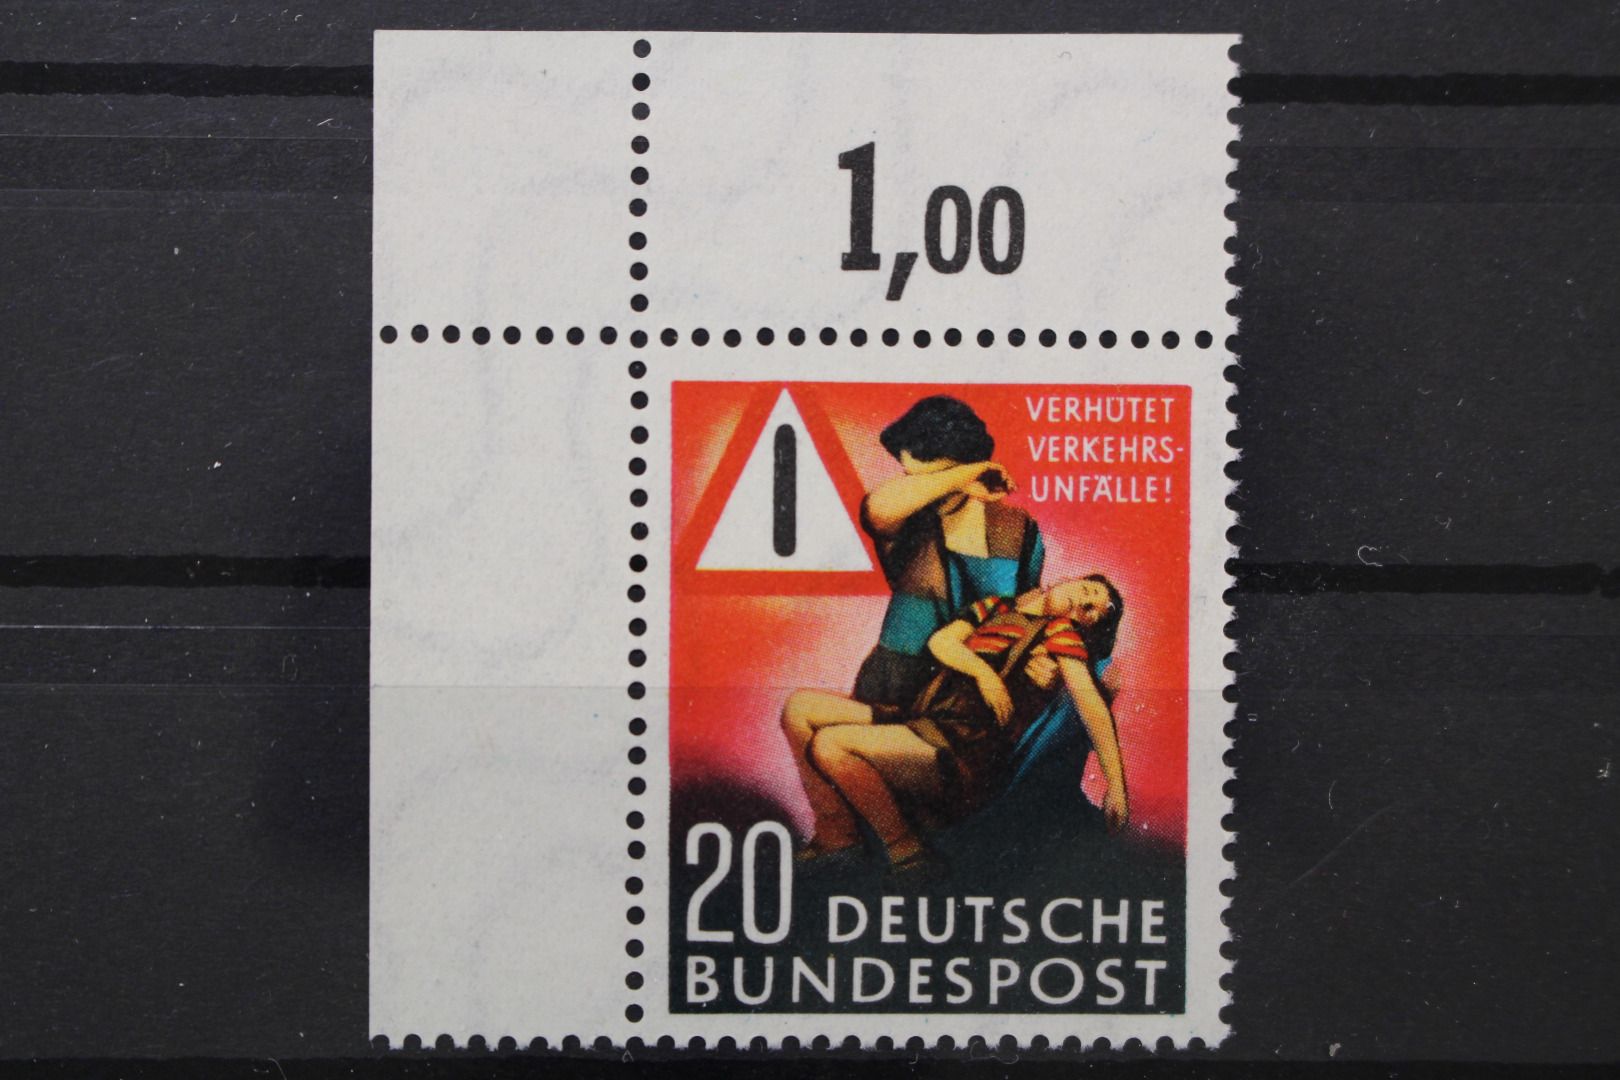 1,00
VERHÜTET
VERKEHRS-
UNFÄLLE!
20 DEUTSCHE
BUNDESPOST